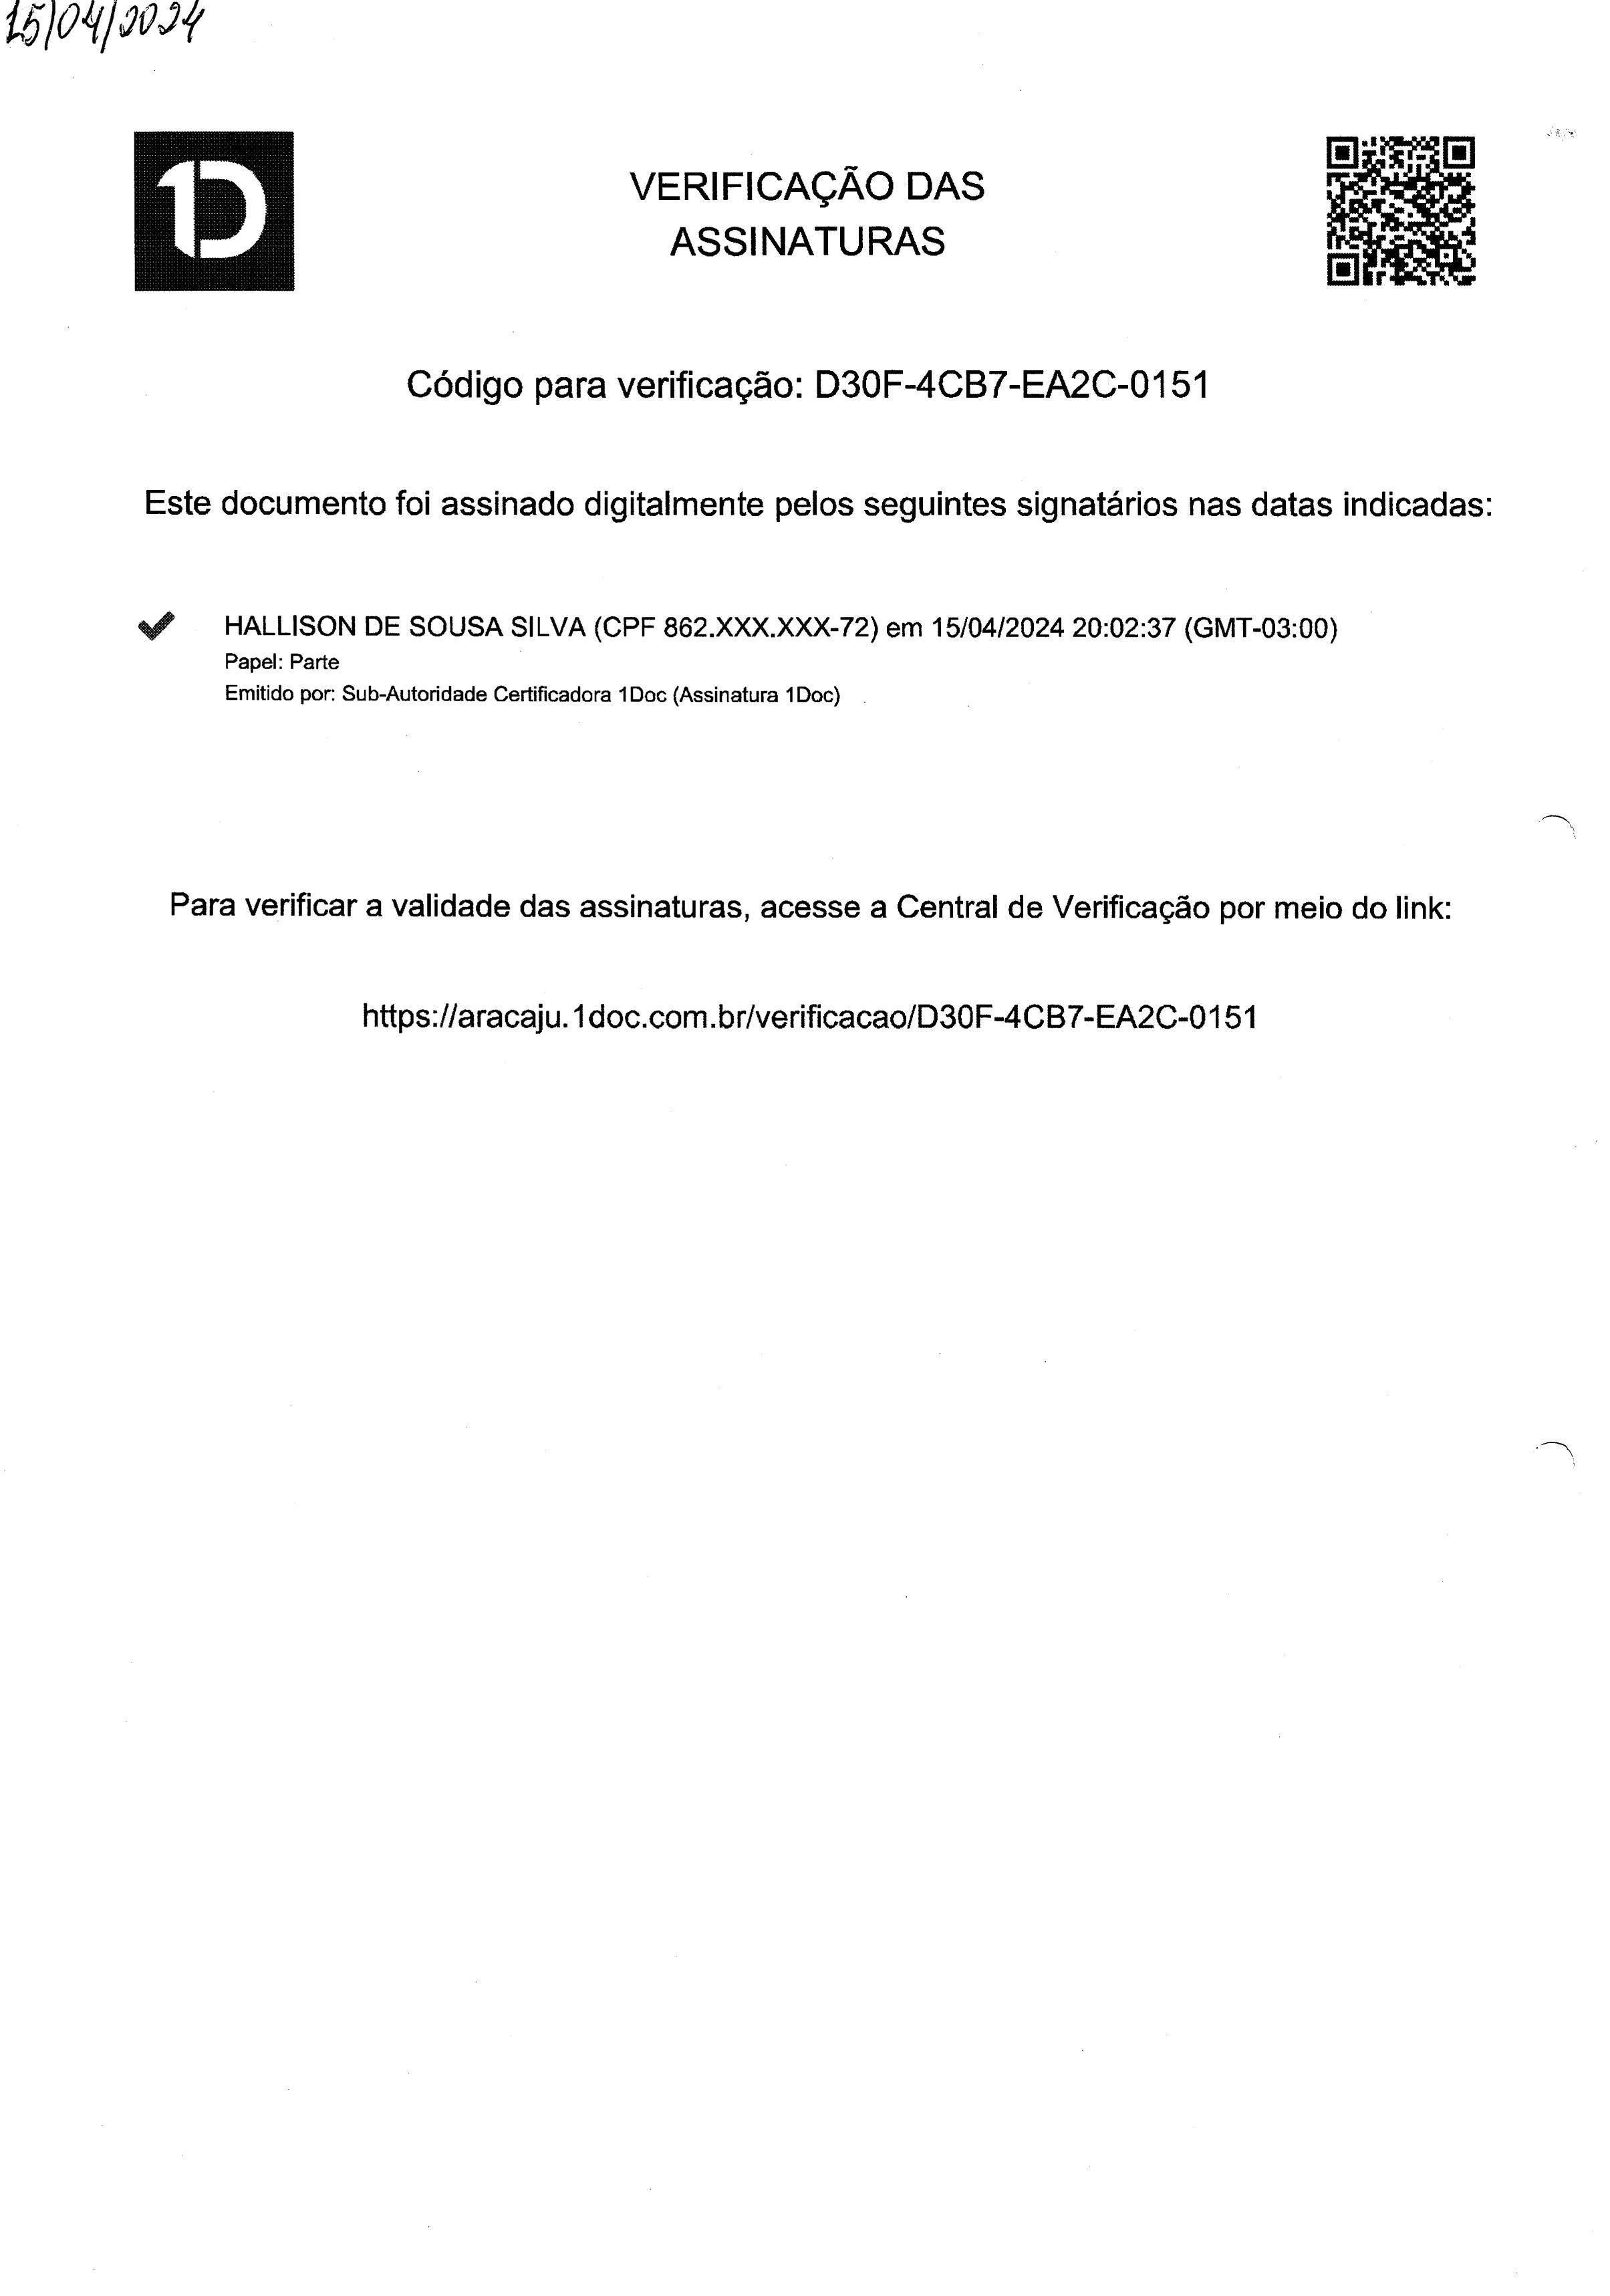 15/04/2024
1D
VERIFICAÇÃO DAS
ASSINATURAS
Código para verificação: D30F-4CB7-EA2C-0151
Este documento foi assinado digitalmente pelos seguintes signatários nas datas indicadas:
HALLISON DE SOUSA SILVA (CPF 862.XXX.XXX-72) em 15/04/2024 20:02:37 (GMT-03:00)
Papel: Parte
Emitido por: Sub-Autoridade Certificadora 1Doc (Assinatura 1Doc)
Para verificar a validade das assinaturas, acesse a Central de Verificação por meio do link:
https://aracaju.1doc.com.br/verificacao/D30F-4CB7-EA2C-0151